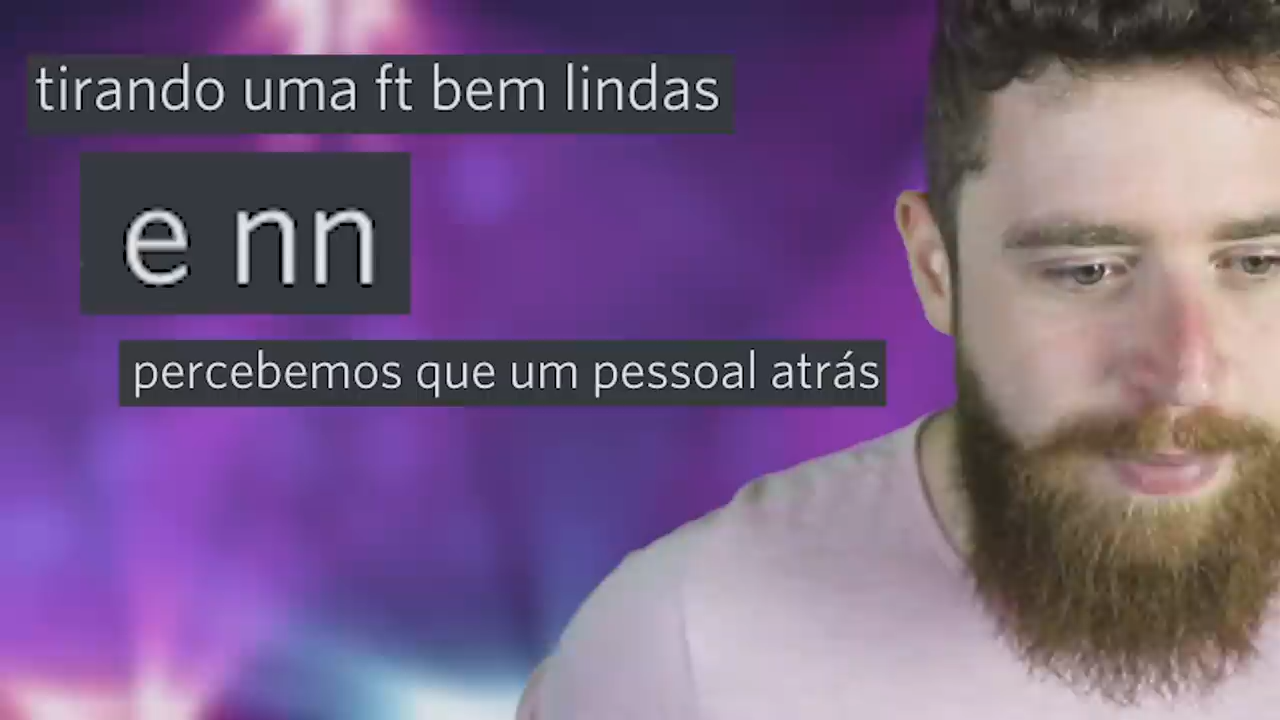 tirando uma ft bem lindas
e nn
percebemos que um pessoal atrás